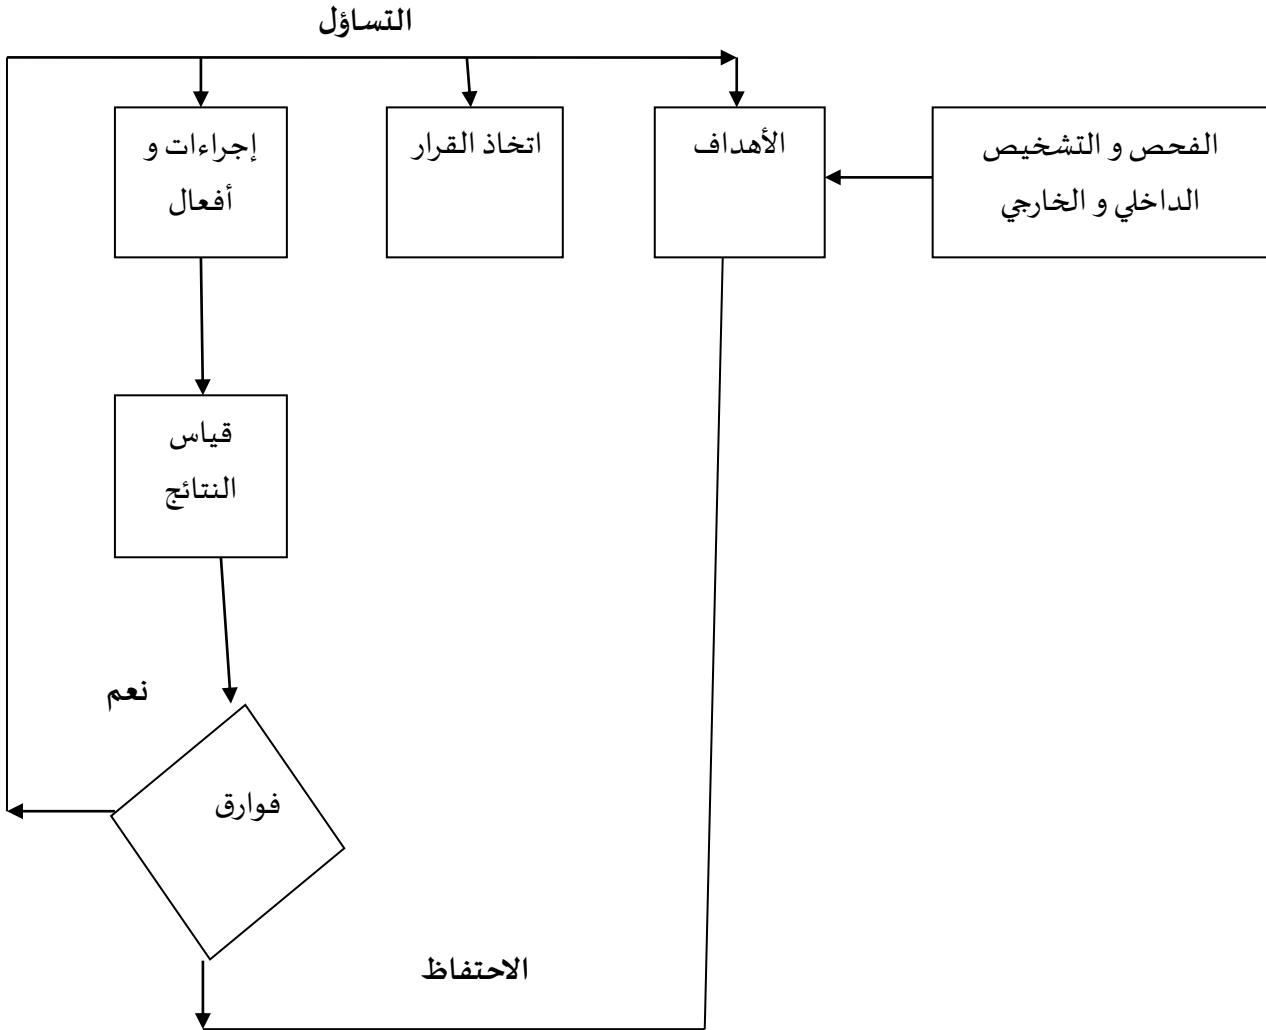 التساؤل
الفحص و التشخيص
الداخلي و الخارجي
الأهداف
اتخاذ القرار
إجراءات و
أفعال
قياس
النتائج
نعم
فوارق
الاحتفاظ